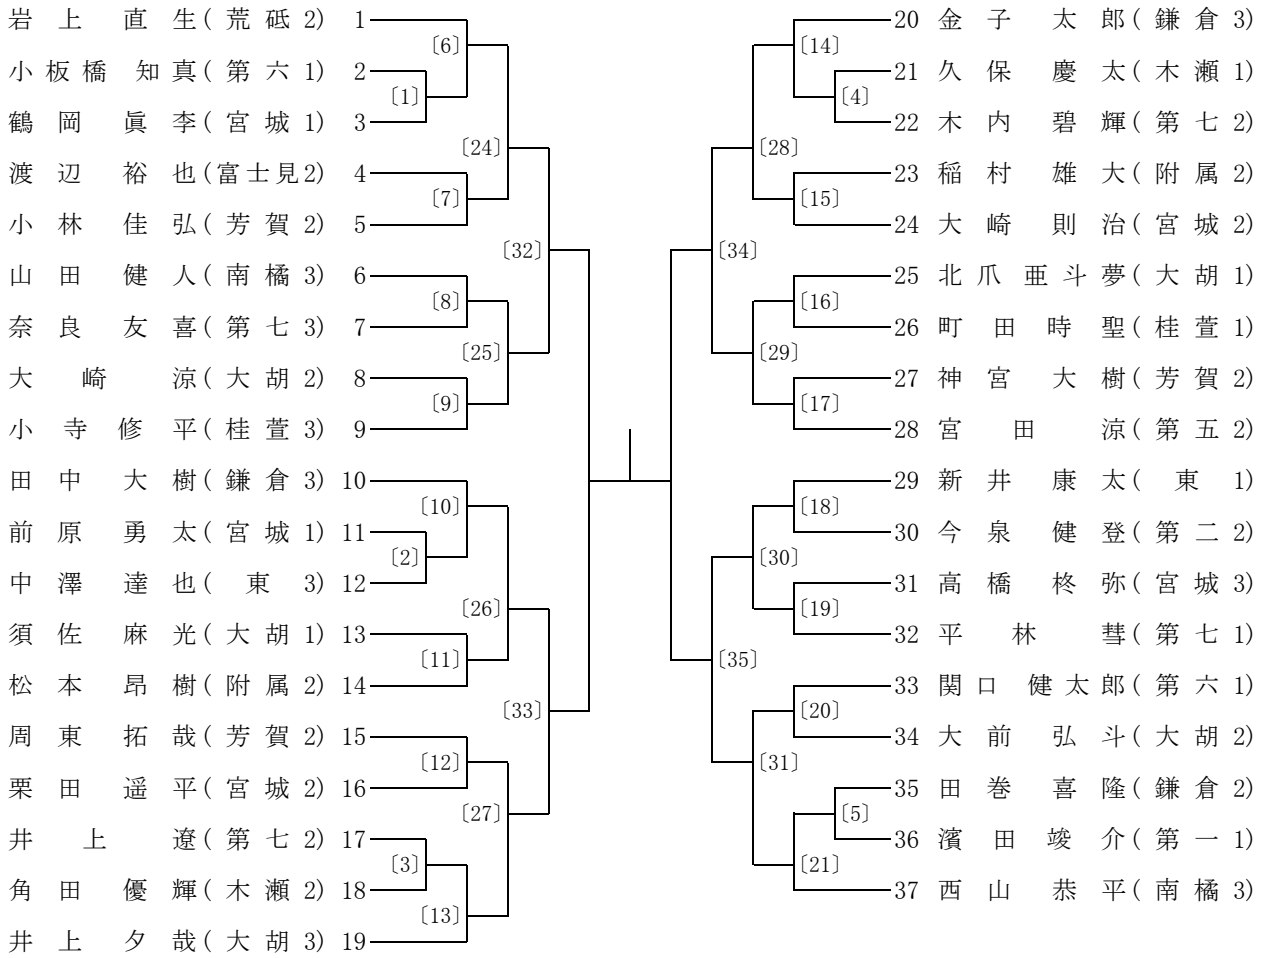 岩上 直生(荒砥 2) 1
〔6〕
小板橋 知真(第六 1) 2
〔1〕
鶴岡 眞李(宮城 1) 3
〔24〕
渡辺 裕也(富士見2) 4
〔7〕
小林 佳弘(芳賀 2) 5
〔32〕
山田 健人(南橘 3) 6
〔8〕
奈良 友喜(第七 3) 7
〔25〕
大崎 涼(大胡 2) 8
〔9〕
小寺修平(桂萱 3) 9
田中 大樹(鎌倉 3) 10
〔10〕
前原 勇太(宮城 1) 11
〔2〕
中澤 達也(東 3) 12
〔26〕
須佐 麻光(大胡 1) 13
〔11〕
松本 昂樹(附属 2) 14
〔33〕
周東 拓哉(芳賀 2) 15
〔12〕
栗田 遥平(宮城 2) 16
〔27〕
井上 遼(第七 2) 17
〔3〕
角田 優輝(木瀬 2) 18
〔13〕
井上 夕哉(大胡 3) 19
20 金子 太郎(鎌倉 3)
〔14〕
21 久保 慶太(木瀬 1)
〔4〕
22 木内 碧輝(第七 2)
〔28〕
23 稲村 雄大(附属 2)
〔15〕
24 大崎 則治(宮城 2)
〔34〕
25 北爪 亜斗夢(大胡 1)
〔16〕
26 町田時聖(桂萱 1)
〔29〕
27 神宮 大樹(芳賀 2)
〔17〕
28 宮田 涼(第五 2)
29 新井 康太(東 1)
〔18〕
30 今泉 健登(第二 2)
〔30〕
31 高橋 柊弥(宮城 3)
〔19〕
32 平林 彗(第七 1)
〔35〕
33 関口 健太郎(第六 1)
〔20〕
34 大前 弘斗(大胡 2)
〔31〕
35 田巻 喜隆(鎌倉 2)
〔5〕
36 濱田竣介(第一 1)
〔21〕
37 西山 恭平(南橘 3)